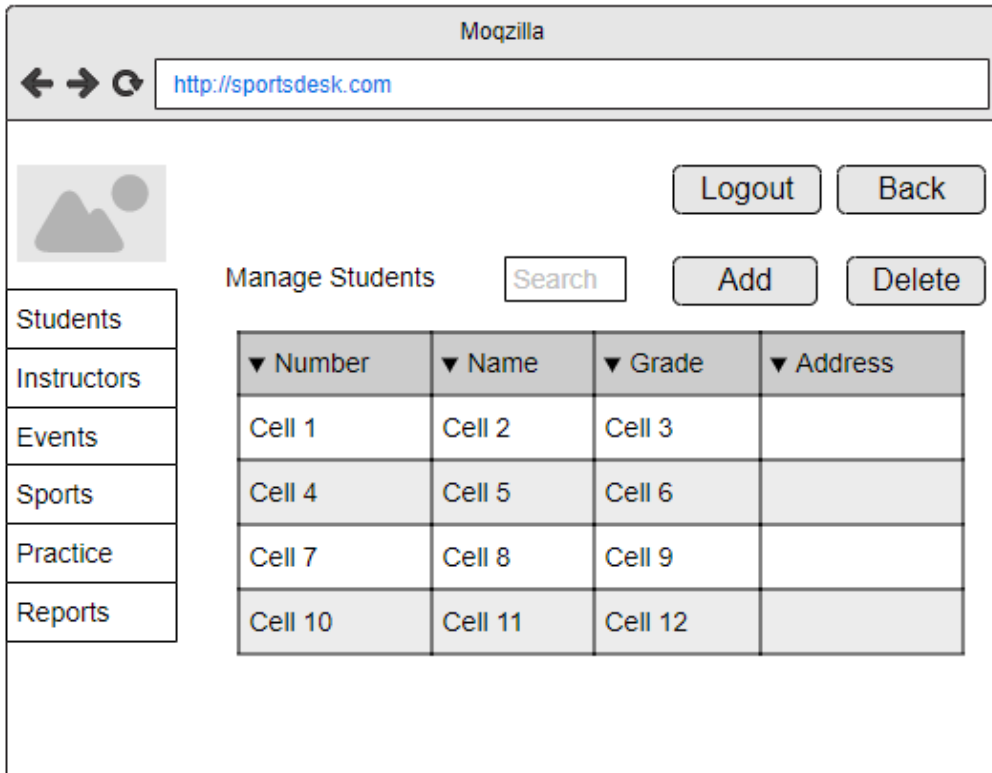 Moqzilla
http://sportsdesk.com
Logout Back
Manage Students Search Add Delete
Students
Instructors
Events
Sports
Practice
Reports
▼ Number ▼ Name ▼ Grade ▼ Address
Cell 1 Cell 2 Cell 3
Cell 4 Cell 5 Cell 6
Cell 7 Cell 8 Cell 9
Cell 10 Cell 11 Cell 12